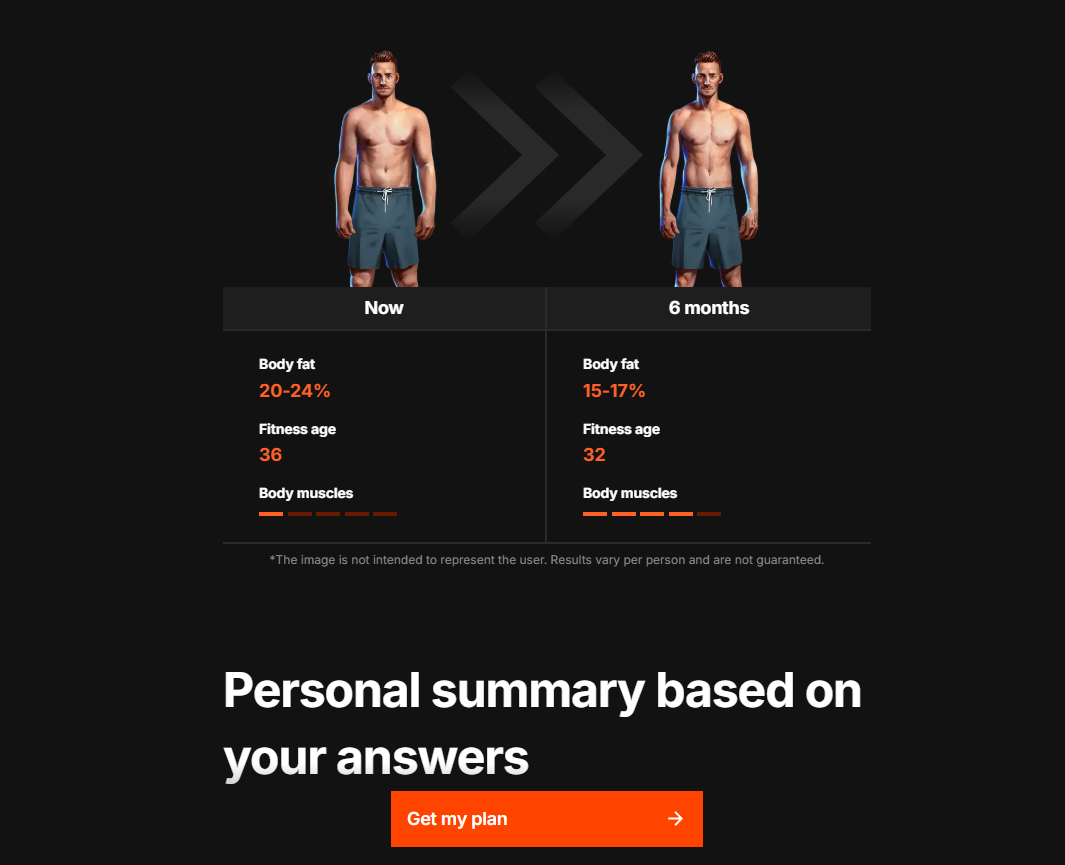 Now
6 months
Body fat
20-24%
Fitness age
36
Body muscles
Body fat
15-17%
Fitness age
32
Body muscles
*The image is not intended to represent the user. Results vary per person and are not guaranteed.
Personal summary based on
your answers
Get my plan